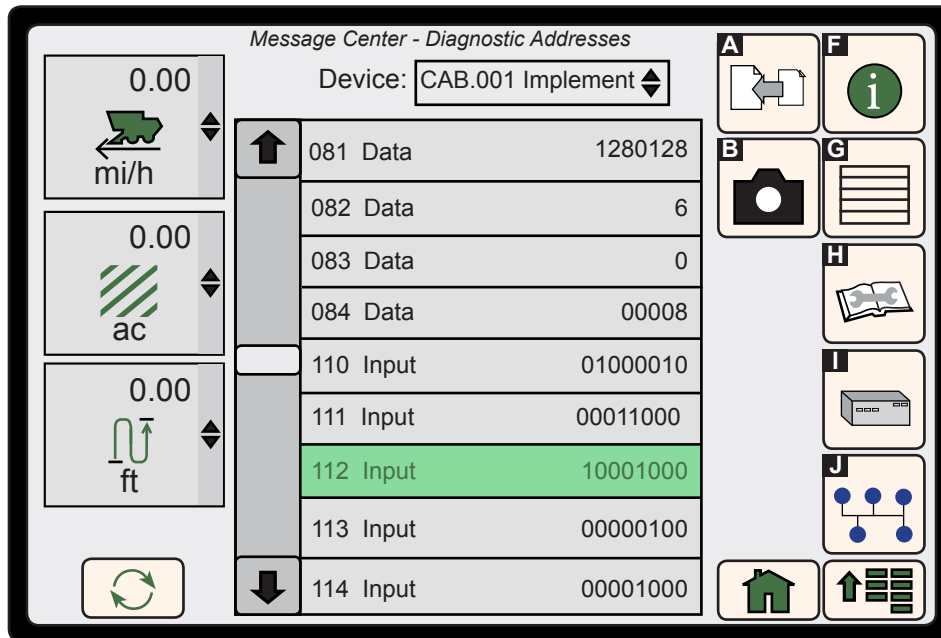 Message Center - Diagnostic Addresses
Device: CAB.001 Implement
0.00
mi/h
0.00
ac
0.00
ft
081 Data 1280128
082 Data 6
083 Data 0
084 Data 00008
110 Input 01000010
111 Input 00011000
112 Input 10001000
113 Input 00000100
114 Input 00001000
A
F
i
B
G
H
I
J